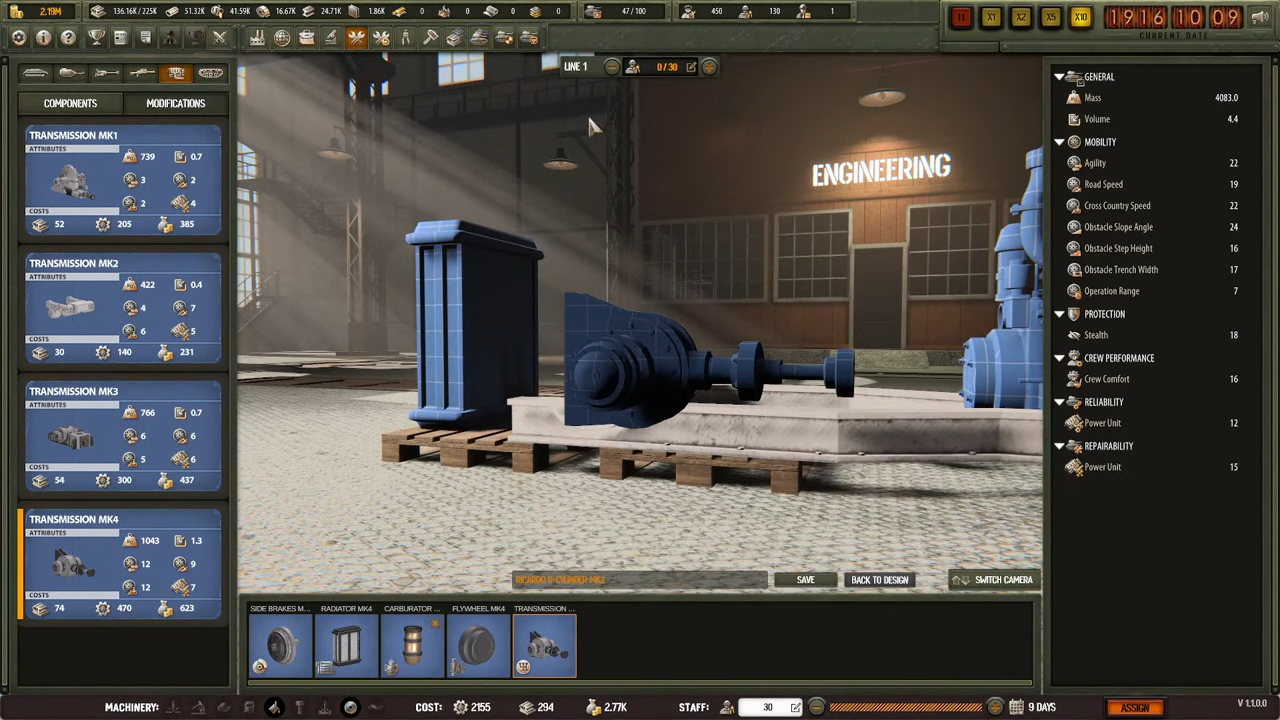 2.19M 136.16K / 225K 51.32K 41.59K 16.67K 24.71K 1.86K 0 0 0 0 47 / 100 450 130 1
X1 X2 X5 X10 1916 10 09
CURRENT DATE
LINE 1 0 / 30
COMPONENTS MODIFICATIONS
TRANSMISSION MK1
ATTRIBUTES
739 0.7
3 2
2 4
COSTS
52 205 385
TRANSMISSION MK2
ATTRIBUTES
422 0.4
4 7
6 5
COSTS
30 140 231
TRANSMISSION MK3
ATTRIBUTES
766 0.7
6 6
5 6
COSTS
54 300 437
TRANSMISSION MK4
ATTRIBUTES
1043 1.3
12 9
12 7
COSTS
74 470 623
ENGINEERING
RICARDO 6-CYLINDER MK2 SAVE BACK TO DESIGN SWITCH CAMERA
SIDE BRAKES M... RADIATOR MK4 CARBURATOR ... FLYWHEEL MK4 TRANSMISSION ...
GENERAL
Mass 4083.0
Volume 4.4
MOBILITY
Agility 22
Road Speed 19
Cross Country Speed 22
Obstacle Slope Angle 24
Obstacle Step Height 16
Obstacle Trench Width 17
Operation Range 7
PROTECTION
Stealth 18
CREW PERFORMANCE
Crew Comfort 16
RELIABILITY
Power Unit 12
REPAIRABILITY
Power Unit 15
MACHINERY: COST: 2155 294 2.77K STAFF: 30 9 DAYS ASSIGN V 1.1.0.0